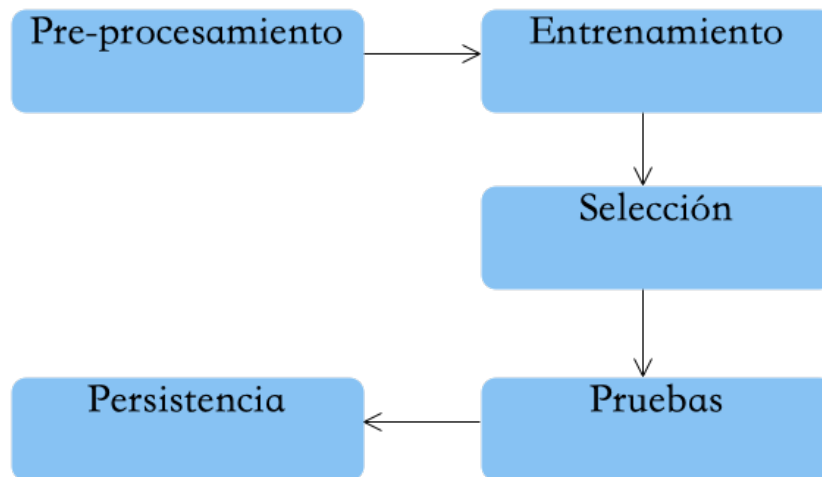 Pre-procesamiento
Entrenamiento
Selección
Pruebas
Persistencia